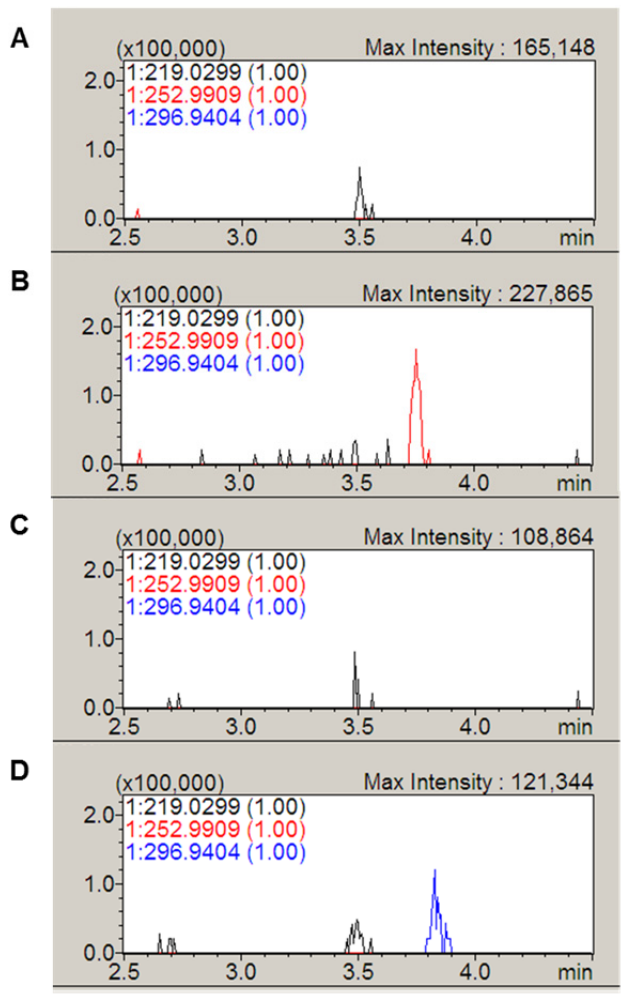 A
(x100,000) Max Intensity : 165,148
1:219.0299 (1.00)
2.0
1:252.9909 (1.00)
1:296.9404 (1.00)
1.0
0.0
2.5 3.0 3.5 4.0 min
B
(x100,000) Max Intensity : 227,865
1:219.0299 (1.00)
2.0
1:252.9909 (1.00)
1:296.9404 (1.00)
1.0
0.0
2.5 3.0 3.5 4.0 min
C
(x100,000) Max Intensity : 108,864
1:219.0299 (1.00)
2.0
1:252.9909 (1.00)
1:296.9404 (1.00)
1.0
0.0
2.5 3.0 3.5 4.0 min
D
(x100,000) Max Intensity : 121,344
1:219.0299 (1.00)
2.0
1:252.9909 (1.00)
1:296.9404 (1.00)
1.0
0.0
2.5 3.0 3.5 4.0 min